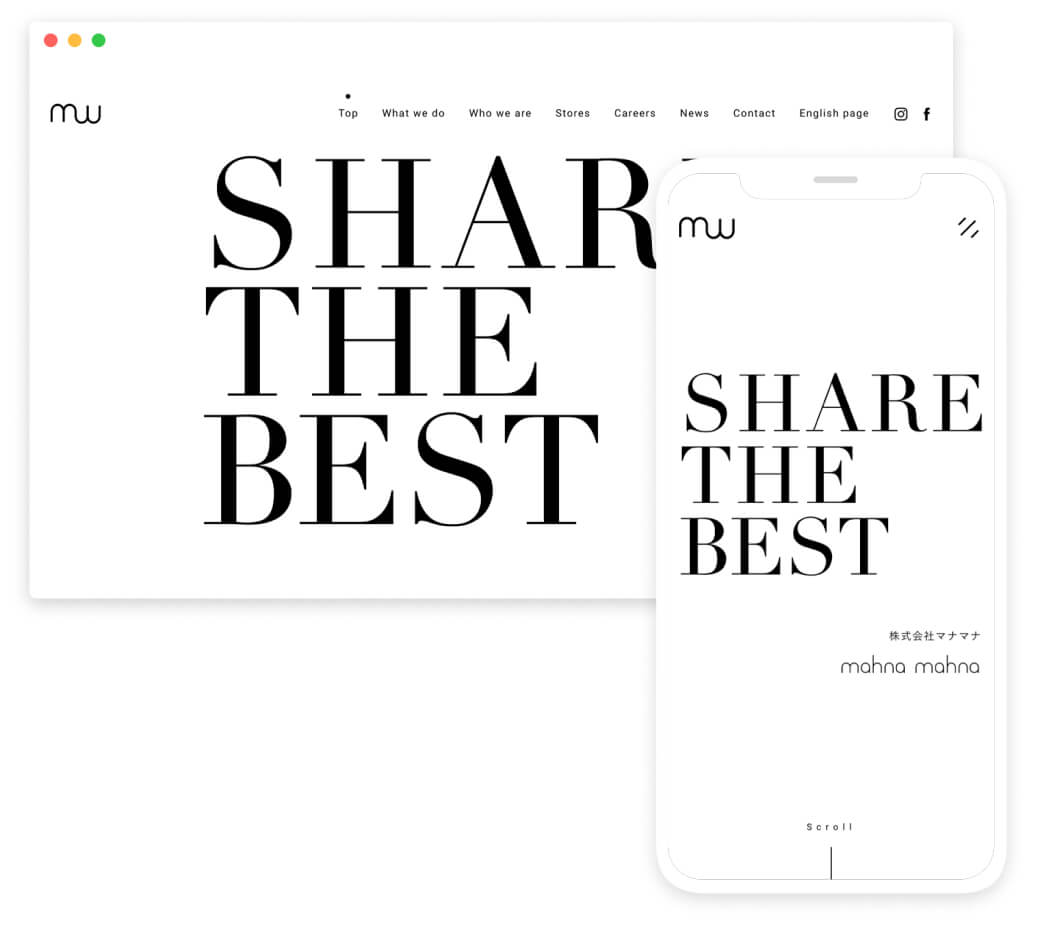 mw
Top What we do Who we are Stores Careers News Contact English page
THE
BEST
mw
SHARE
THE
BEST
株式会社マナマナ
mahna mahna
Scroll